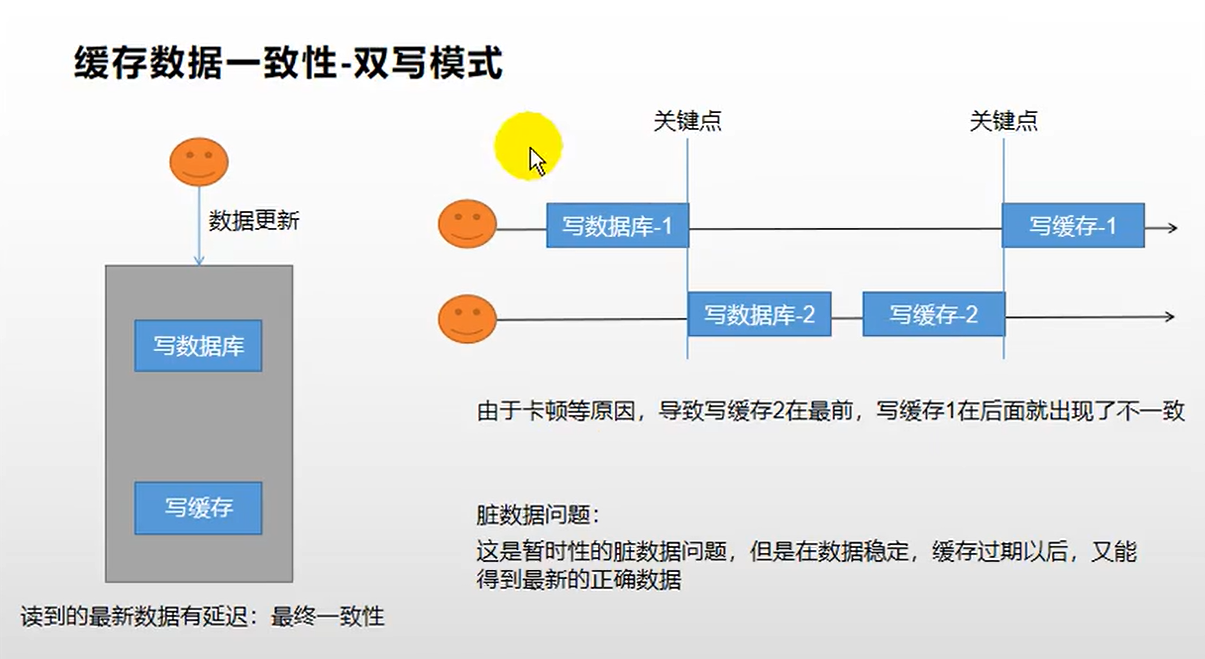 缓存数据一致性-双写模式
数据更新
写数据库
写缓存
读到的最新数据有延迟：最终一致性
关键点
关键点
写数据库-1
写缓存-1
写数据库-2
写缓存-2
由于卡顿等原因，导致写缓存2在最前，写缓存1在后面就出现了不一致
脏数据问题：
这是暂时性的脏数据问题，但是在数据稳定，缓存过期以后，又能
得到最新的正确数据